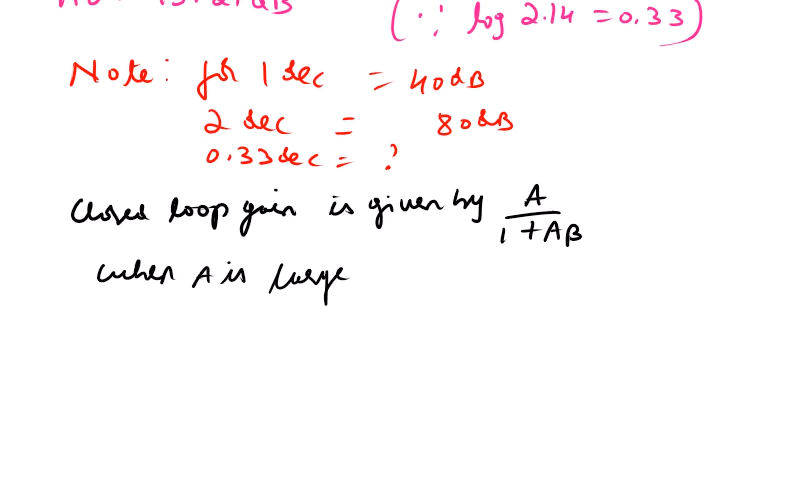 (∵ log 2.14 = 0.33)
Note: for 1 dec = 40dB
2 dec = 80dB
0.33dec = ?
Closed loop gain is given by A / 1 + Aβ
when A is large